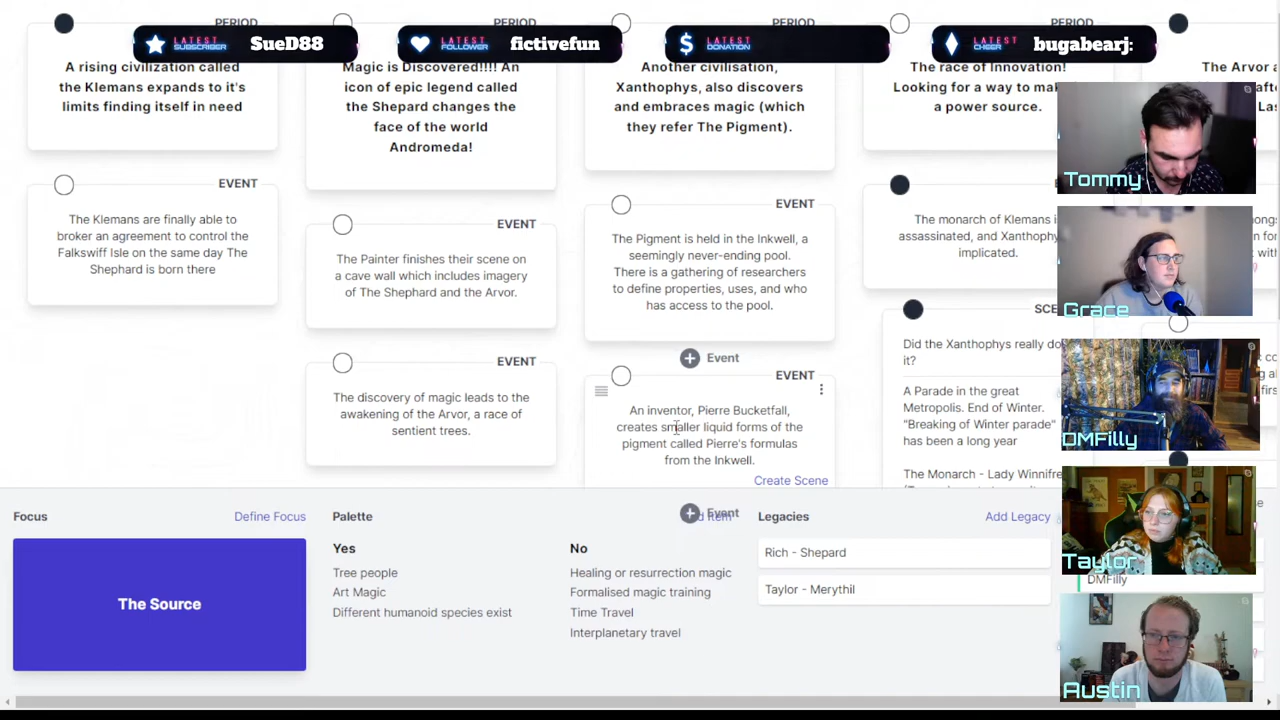 PERIOD
PERIOD
PERIOD
PERIOD
LATEST
SUBSCRIBER
SueD88
LATEST
FOLLOWER
fictivefun
LATEST
DONATION
LATEST
CHEER
bugabearj:
A rising civilization called
the Klemans expands to it's
limits finding itself in need
Magic is Discovered!!!! An
icon of epic legend called
the Shepard changes the
face of the world
Andromeda!
Another civilisation,
Xanthophys, also discovers
and embraces magic (which
they refer The Pigment).
The race of Innovation!
Looking for a way to
a power source.
The Arvor
EVENT
The Klemans are finally able to
broker an agreement to control the
Falkswiff Isle on the same day The
Shephard is born there
EVENT
The Painter finishes their scene on
a cave wall which includes imagery
of The Shephard and the Arvor.
EVENT
The discovery of magic leads to the
awakening of the Arvor, a race of
sentient trees.
EVENT
The Pigment is held in the Inkwell, a
seemingly never-ending pool.
There is a gathering of researchers
to define properties, uses, and who
has access to the pool.
Event
EVENT
An inventor, Pierre Bucketfall,
creates smaller liquid forms of the
pigment called Pierre's formulas
from the Inkwell.
Create Scene
Event
The monarch of Klemans
assassinated, and
implicated.
Did the Xanthophys really
it?
A Parade in the great
Metropolis. End of Winter.
"Breaking of Winter parade"
has been a long year
The Monarch - Lady
Focus
Define Focus
The Source
Palette
Yes
Tree people
Art Magic
Different humanoid species exist
No
Healing or resurrection magic
Formalised magic training
Time Travel
Interplanetary travel
Legacies
Add Legacy
Rich - Shepard
Taylor - Merythil
Tommy
Grace
DMFilly
Taylor
DMFilly
Austin